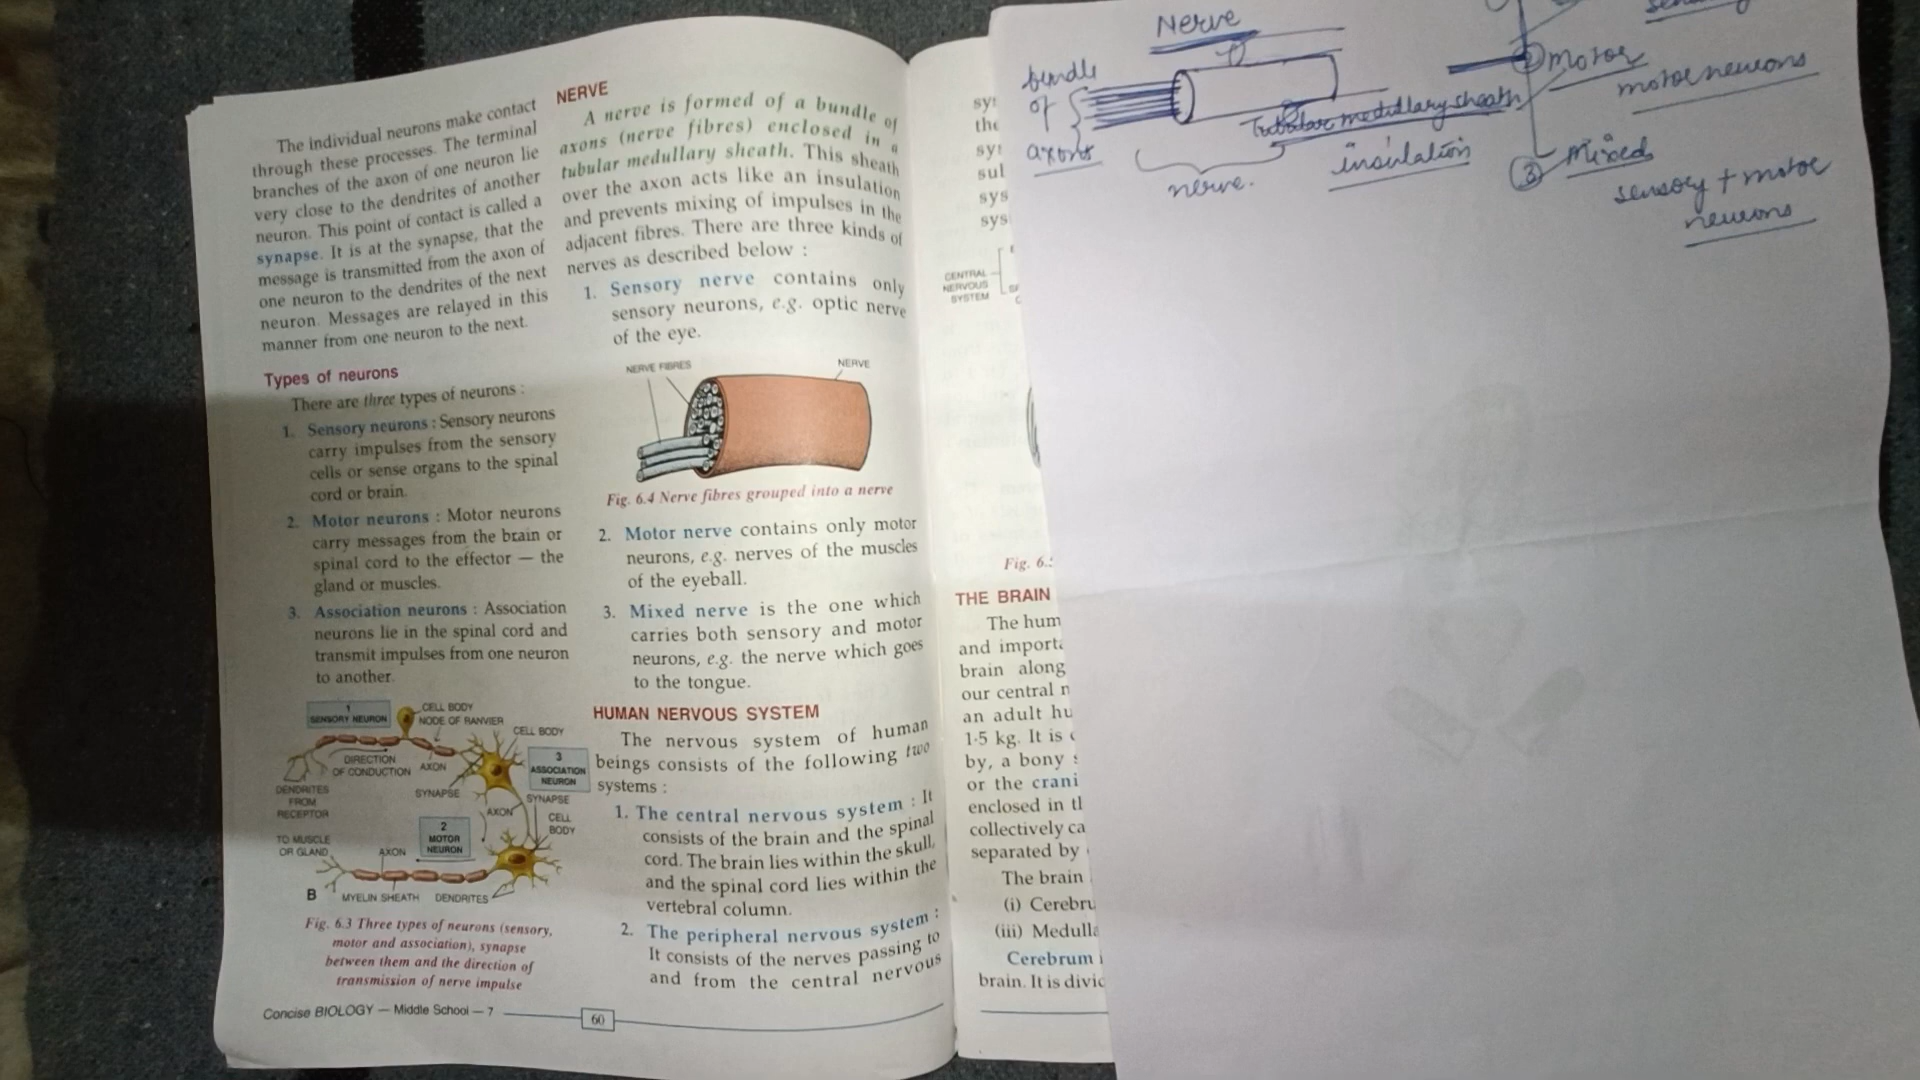 The individual neurons make contact
through these processes. The terminal
branches of the axon of one neuron lie
very close to the dendrites of another
neuron. This point of contact is called a
synapse. It is at the synapse, that the
message is transmitted from the axon of
one neuron to the dendrites of the next
neuron. Messages are relayed in this
manner from one neuron to the next.
Types of neurons
There are three types of neurons :
1. Sensory neurons : Sensory neurons
carry impulses from the sensory
cells or sense organs to the spinal
cord or brain.
2. Motor neurons : Motor neurons
carry messages from the brain or
spinal cord to the effector — the
gland or muscles.
3. Association neurons : Association
neurons lie in the spinal cord and
transmit impulses from one neuron
to another.
1
SENSORY NEURON
CELL BODY
NODE OF RANVIER
CELL BODY
DIRECTION
OF CONDUCTION
AXON
3
ASSOCIATION
NEURON
DENDRITES
FROM
RECEPTOR
SYNAPSE
SYNAPSE
AXON
CELL
BODY
TO MUSCLE
OR GLAND
AXON
2
MOTOR
NEURON
B
MYELIN SHEATH
DENDRITES
Fig. 6.3 Three types of neurons (sensory,
motor and association), synapse
between them and the direction of
transmission of nerve impulse
NERVE
A nerve is formed of a bundle of
axons (nerve fibres) enclosed in a
tubular medullary sheath. This sheath
over the axon acts like an insulation
and prevents mixing of impulses in the
adjacent fibres. There are three kinds of
nerves as described below :
1. Sensory nerve contains only
sensory neurons, e.g. optic nerve
of the eye.
NERVE FIBRES
NERVE
Fig. 6.4 Nerve fibres grouped into a nerve
2. Motor nerve contains only motor
neurons, e.g. nerves of the muscles
of the eyeball.
3. Mixed nerve is the one which
carries both sensory and motor
neurons, e.g. the nerve which goes
to the tongue.
HUMAN NERVOUS SYSTEM
The nervous system of human
beings consists of the following two
systems :
1. The central nervous system : It
consists of the brain and the spinal
cord. The brain lies within the skull,
and the spinal cord lies within the
vertebral column.
2. The peripheral nervous system :
It consists of the nerves passing to
and from the central nervous
Concise BIOLOGY — Middle School — 7
60
the
CENTRAL
NERVOUS
SYSTEM
Fig. 6.
THE BRAIN
The hum
and import
brain along
our central n
an adult hu
1·5 kg. It is
by, a bony
or the crani
enclosed in tl
collectively ca
separated by
The brain
(i) Cerebru
(iii) Medulla
Cerebrum
brain. It is divic
Nerve
bundle
of
axons
nerve.
Tubular medullary sheath
insulation
2 motor
motor neurons
3 mixed
sensory + motor
neurons